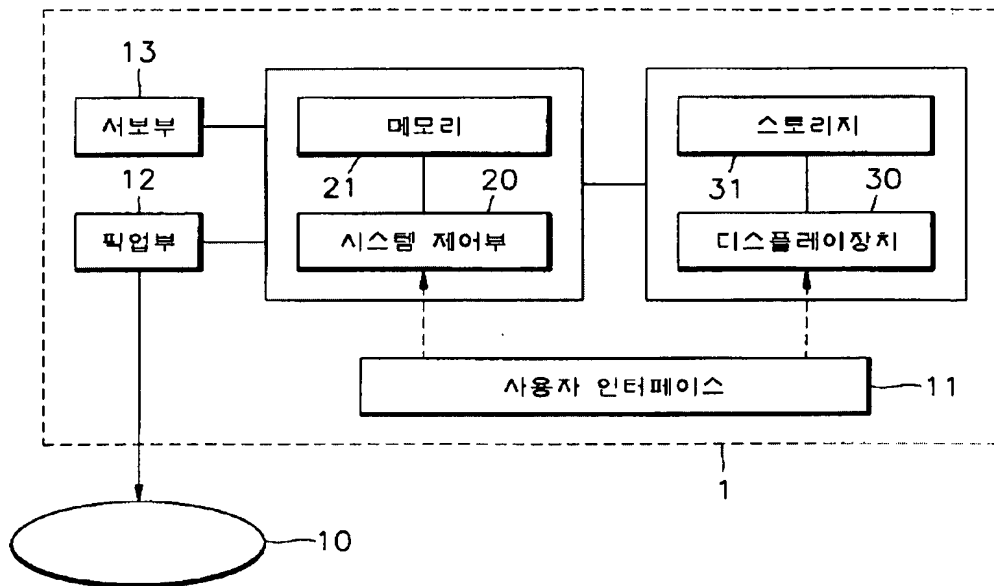 13
서보부
메모리
스토리지
21
20
31
30
12
픽업부
시스템 제어부
디스플레이장치
사용자 인터페이스
11
1
10